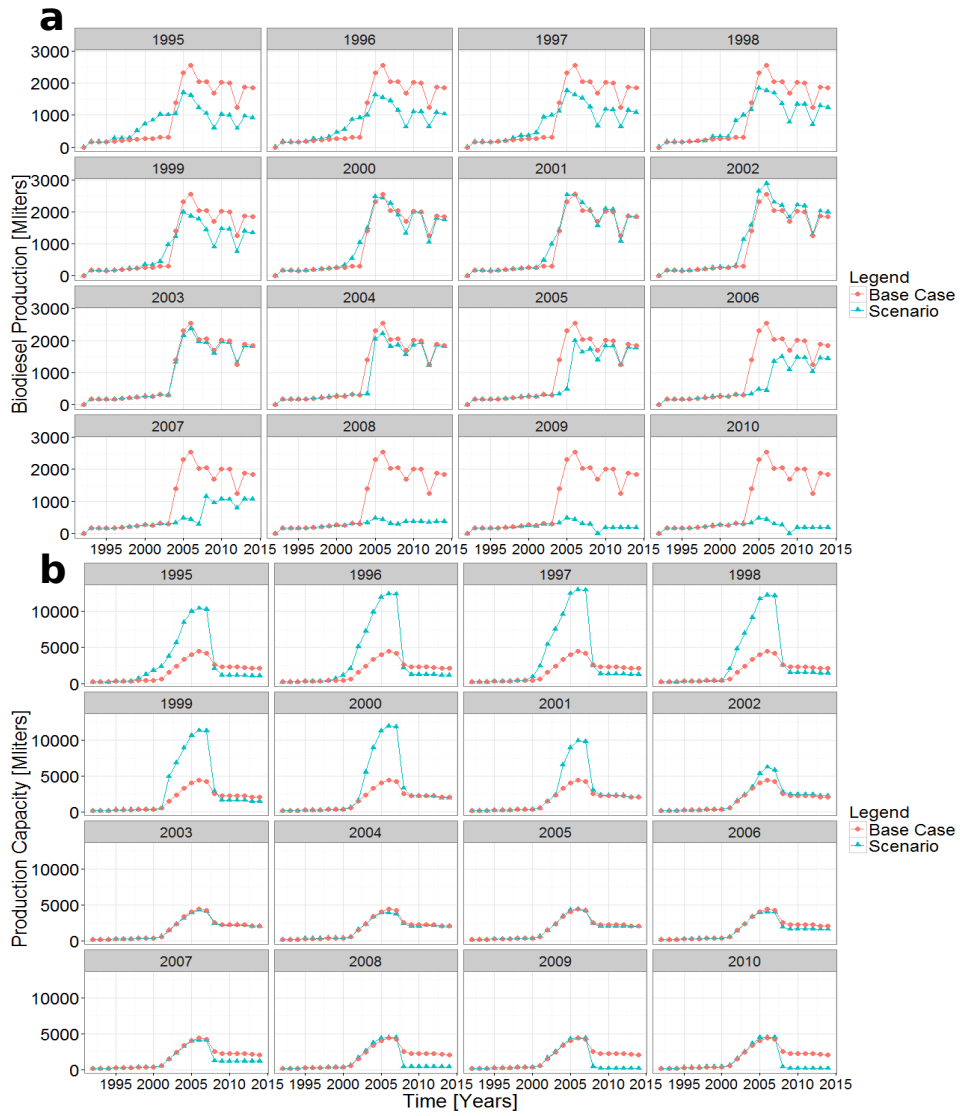 a
1995 1996 1997 1998
3000
2000
1000
0
1999 2000 2001 2002
3000
2000
1000
0
2003 2004 2005 2006
3000
2000
1000
0
2007 2008 2009 2010
3000
2000
1000
0
1995 2000 2005 2010 2015 1995 2000 2005 2010 2015 1995 2000 2005 2010 2015 1995 2000 2005 2010 2015
Biodiesel Production [Mliters]
Legend
Base Case
Scenario
b
1995 1996 1997 1998
10000
5000
0
1999 2000 2001 2002
10000
5000
0
2003 2004 2005 2006
10000
5000
0
2007 2008 2009 2010
10000
5000
0
1995 2000 2005 2010 2015 1995 2000 2005 2010 2015 1995 2000 2005 2010 2015 1995 2000 2005 2010 2015
Production Capacity [Mliters]
Time [Years]
Legend
Base Case
Scenario